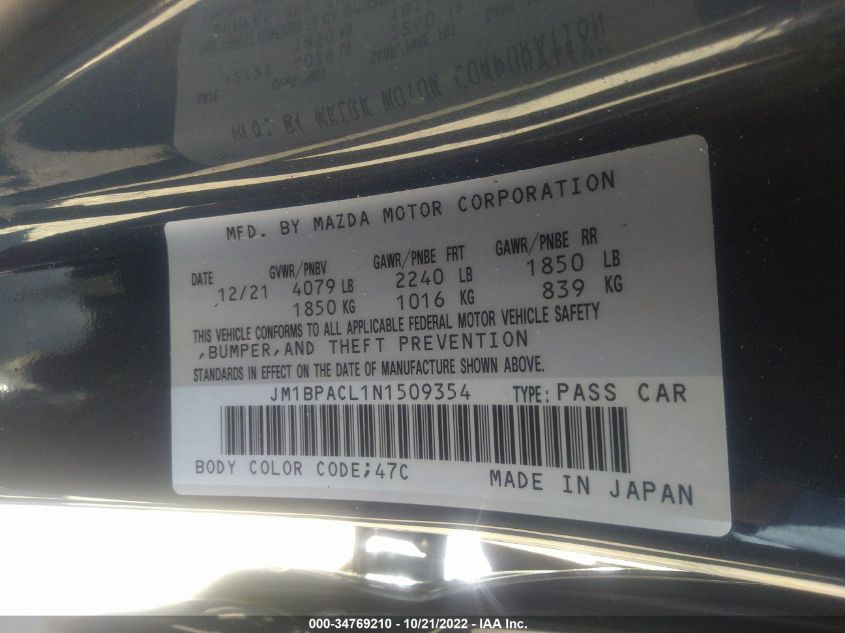 MFD. BY MAZDA MOTOR CORPORATION
DATE GVWR/PNBV GAWR/PNBE FRT GAWR/PNBE RR
12/21 4079 LB 2240 LB 1850 LB
1850 KG 1016 KG 839 KG
THIS VEHICLE CONFORMS TO ALL APPLICABLE FEDERAL MOTOR VEHICLE SAFETY
,BUMPER,AND THEFT PREVENTION
STANDARDS IN EFFECT ON THE DATE OF MANUFACTURE SHOWN ABOVE.
JM1BPACL1N1509354 TYPE: PASS CAR
BODY COLOR CODE;47C MADE IN JAPAN
000-34769210 - 10/21/2022 - IAA Inc.